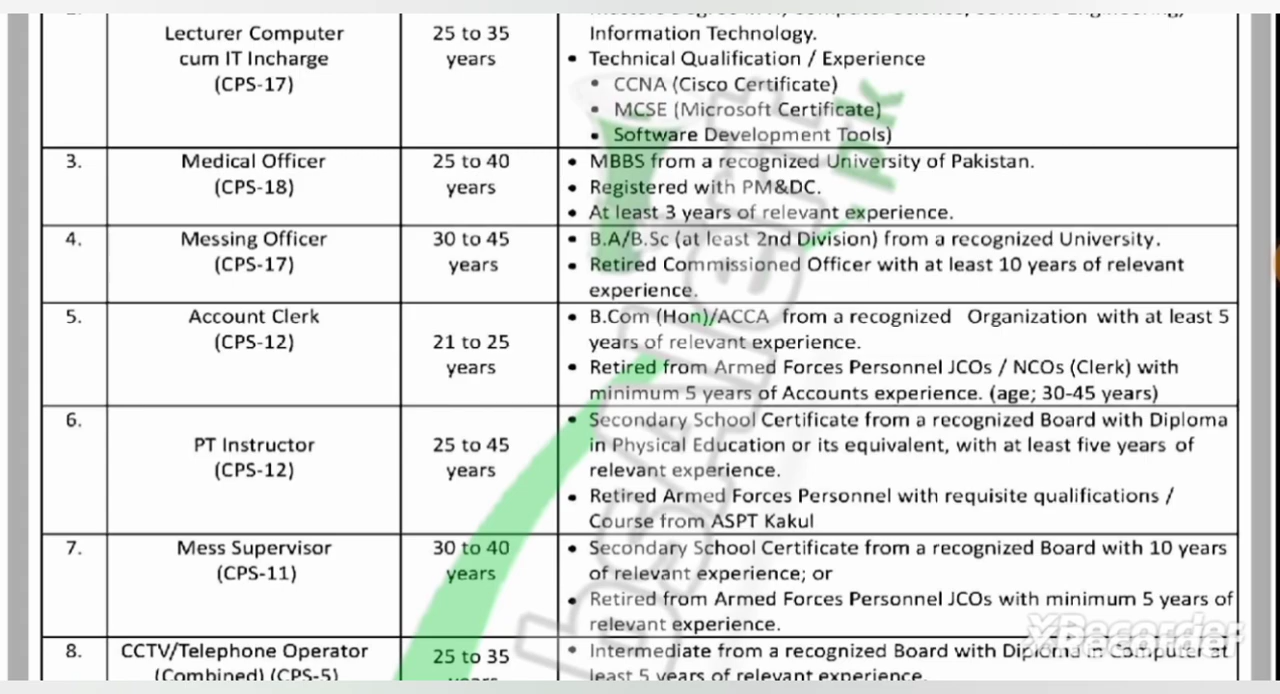 Lecturer Computer
cum IT Incharge
(CPS-17)
25 to 35
years
Information Technology.
• Technical Qualification / Experience
• CCNA (Cisco Certificate)
• MCSE (Microsoft Certificate)
• Software Development Tools)
3.
Medical Officer
(CPS-18)
25 to 40
years
• MBBS from a recognized University of Pakistan.
• Registered with PM&DC.
• At least 3 years of relevant experience.
4.
Messing Officer
(CPS-17)
30 to 45
years
• B.A/B.Sc (at least 2nd Division) from a recognized University.
• Retired Commissioned Officer with at least 10 years of relevant
experience.
5.
Account Clerk
(CPS-12)
21 to 25
years
• B.Com (Hon)/ACCA from a recognized Organization with at least 5
years of relevant experience.
• Retired from Armed Forces Personnel JCOs / NCOs (Clerk) with
minimum 5 years of Accounts experience. (age; 30-45 years)
6.
PT Instructor
(CPS-12)
25 to 45
years
• Secondary School Certificate from a recognized Board with Diploma
in Physical Education or its equivalent, with at least five years of
relevant experience.
• Retired Armed Forces Personnel with requisite qualifications /
Course from ASPT Kakul
7.
Mess Supervisor
(CPS-11)
30 to 40
years
• Secondary School Certificate from a recognized Board with 10 years
of relevant experience; or
• Retired from Armed Forces Personnel JCOs with minimum 5 years of
relevant experience.
8.
CCTV/Telephone Operator
(Combined) (CPS-5)
25 to 35
years
• Intermediate from a recognized Board with Diploma in Computer at
least 5 years of relevant experience.
XRecorder